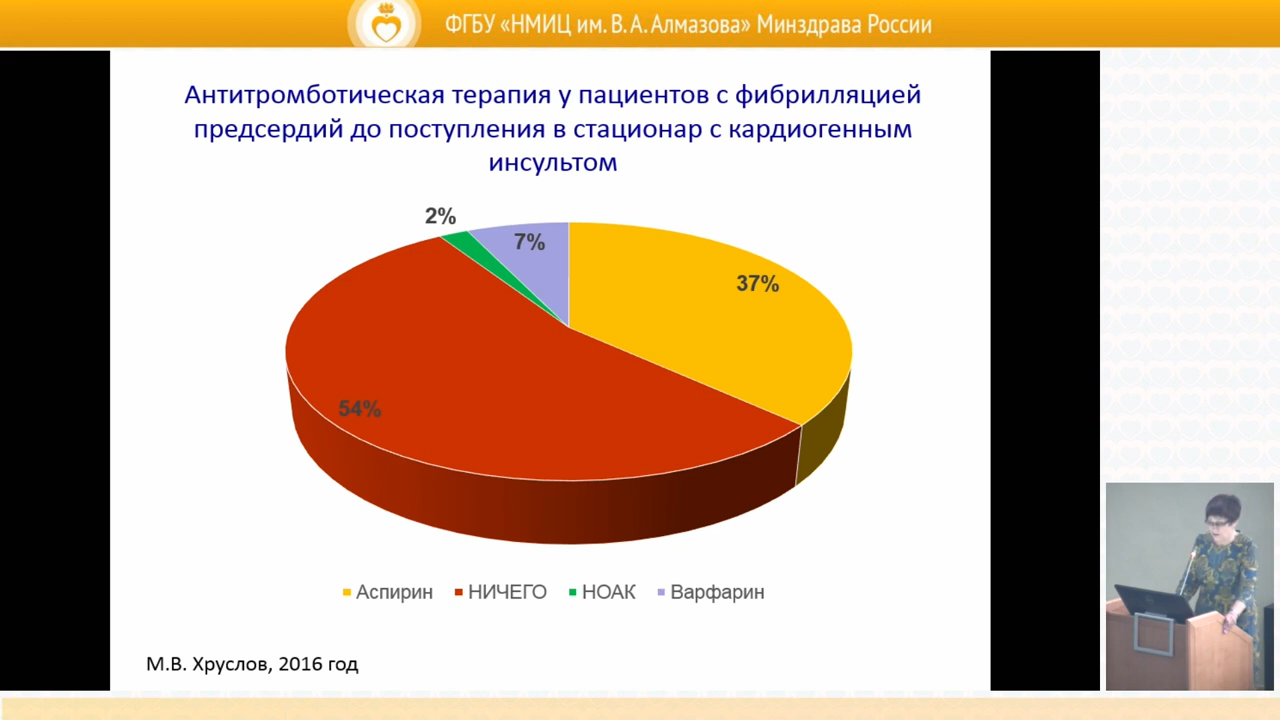 ФГБУ «НМИЦ им. В. А. Алмазова» Минздрава России
Антитромботическая терапия у пациентов с фибрилляцией
предсердий до поступления в стационар с кардиогенным
инсультом
2%
7%
37%
54%
Аспирин НИЧЕГО НОАК Варфарин
М.В. Хруслов, 2016 год